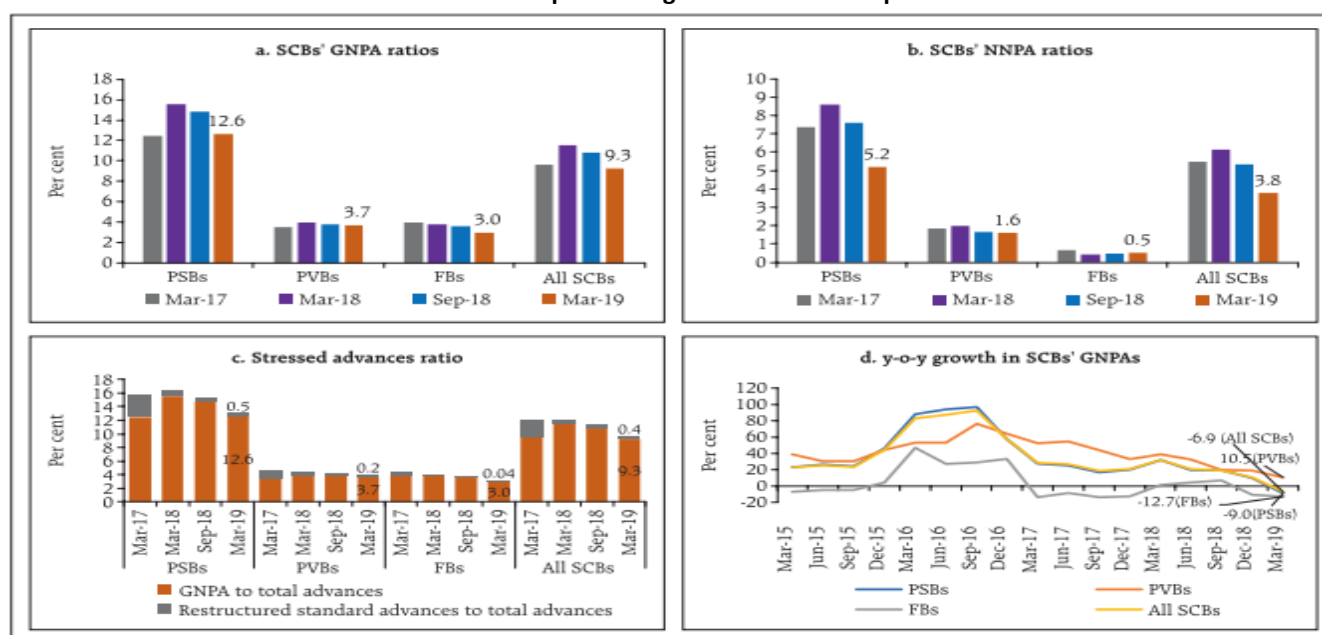 a. SCBs' GNPA ratios
Per cent
18
16
14
12
10
8
6
4
2
0
12.6
3.7
3.0
9.3
PSBs PVBs FBs All SCBs
Mar-17 Mar-18 Sep-18 Mar-19
b. SCBs' NNPA ratios
Per cent
10
9
8
7
6
5
4
3
2
1
0
5.2
1.6
0.5
3.8
PSBs PVBs FBs All SCBs
Mar-17 Mar-18 Sep-18 Mar-19
c. Stressed advances ratio
Per cent
18
16
14
12
10
8
6
4
2
0
0.5
12.6
0.2
3.7
0.04
3.0
0.4
9.3
Mar-17 Mar-18 Sep-18 Mar-19 Mar-17 Mar-18 Sep-18 Mar-19 Mar-17 Mar-18 Sep-18 Mar-19 Mar-17 Mar-18 Sep-18 Mar-19
PSBs PVBs FBs All SCBs
GNPA to total advances
Restructured standard advances to total advances
d. y-o-y growth in SCBs' GNPAs
Per cent
120
100
80
60
40
20
0
-20
-6.9 (All SCBs)
10.5(PVBs)
-12.7(FBs)
-9.0(PSBs)
Mar-15 Jun-15 Sep-15 Dec-15 Mar-16 Jun-16 Sep-16 Dec-16 Mar-17 Jun-17 Sep-17 Dec-17 Mar-18 Jun-18 Sep-18 Dec-18 Mar-19
PSBs PVBs
FBs All SCBs